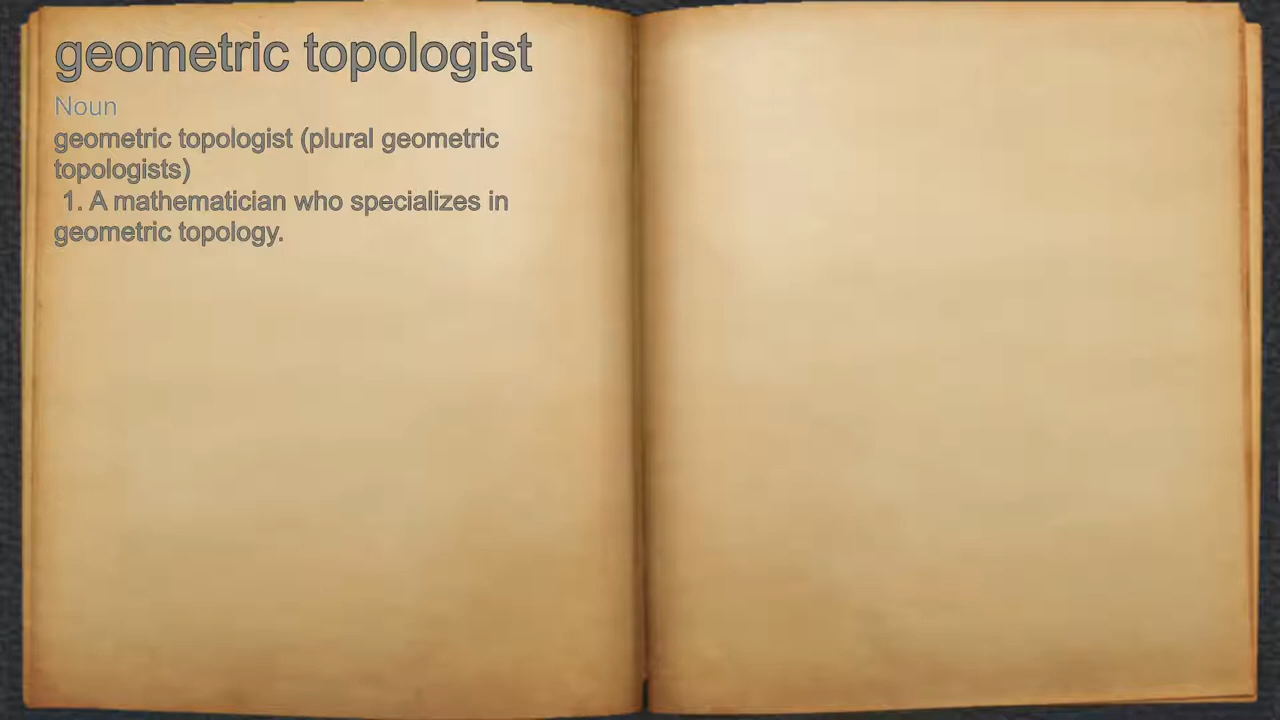 geometric topologist
Noun
geometric topologist (plural geometric
topologists)
1. A mathematician who specializes in
geometric topology.